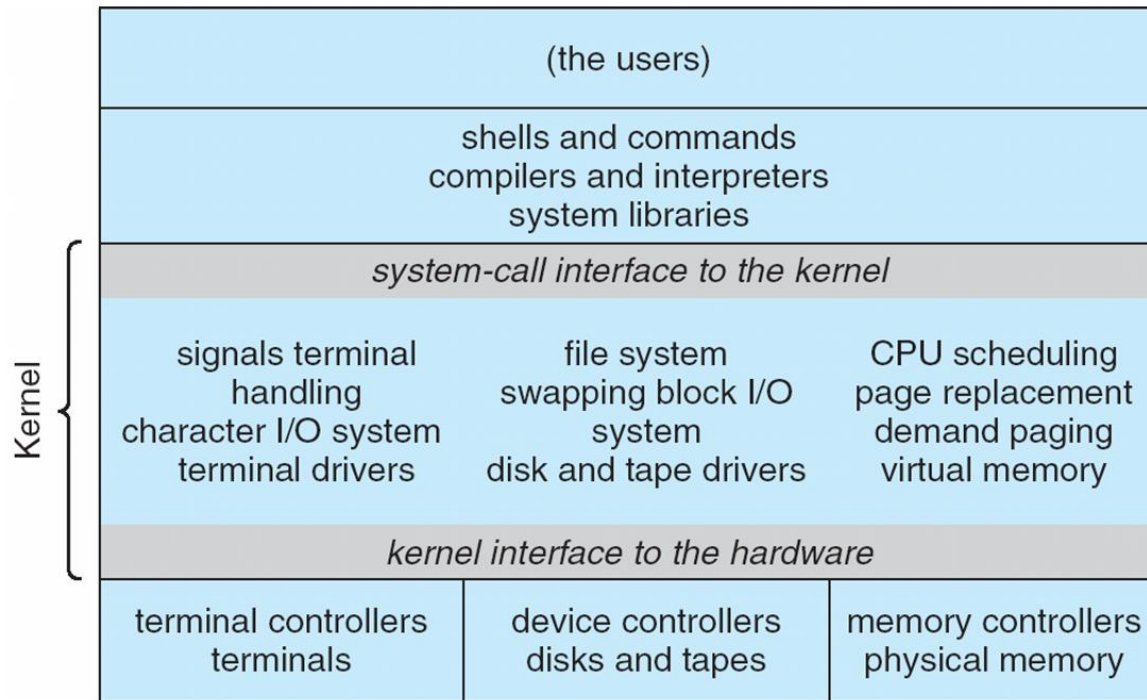 (the users)
shells and commands
compilers and interpreters
system libraries
system-call interface to the kernel
Kernel
signals terminal
handling
character I/O system
terminal drivers
file system
swapping block I/O
system
disk and tape drivers
CPU scheduling
page replacement
demand paging
virtual memory
kernel interface to the hardware
terminal controllers
terminals
device controllers
disks and tapes
memory controllers
physical memory